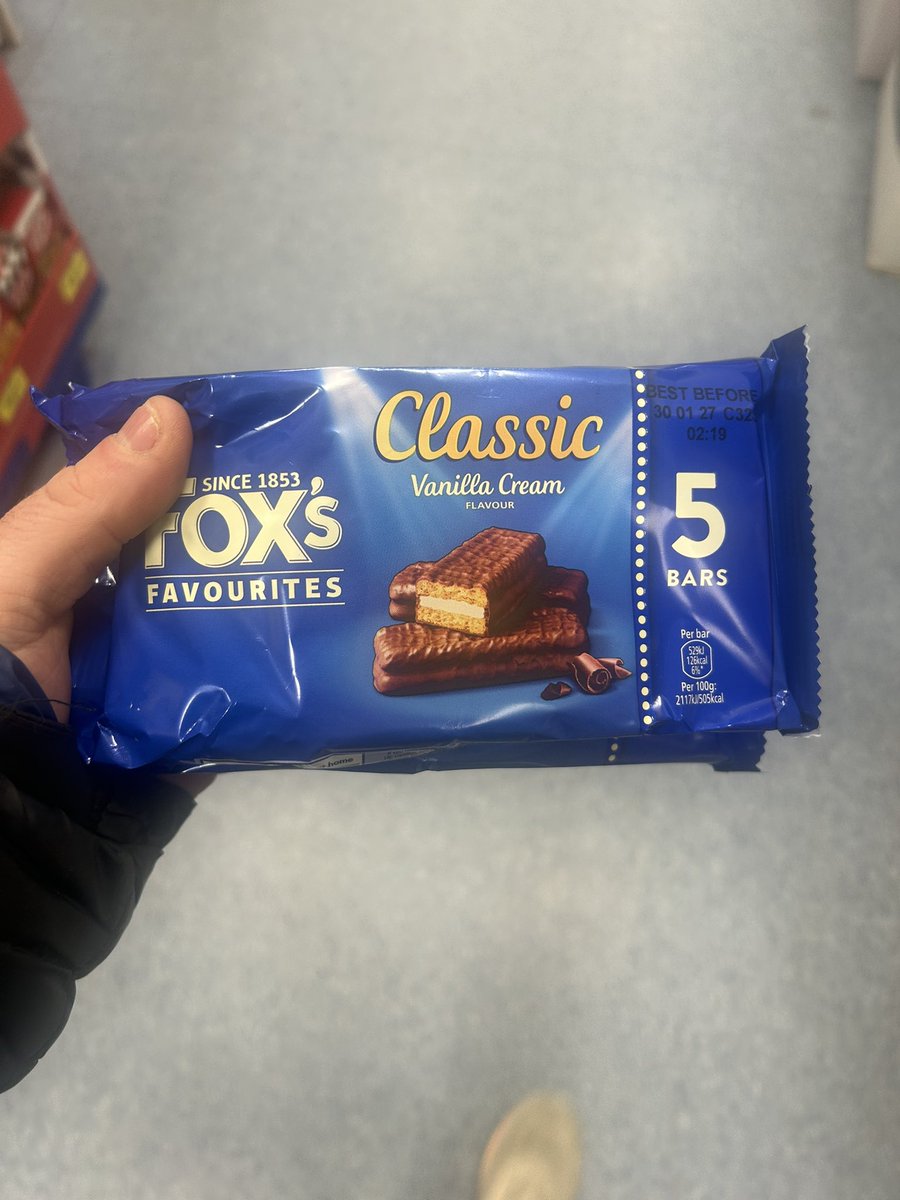 SINCE 1853
FOX'S
FAVOURITES
Classic
Vanilla Cream
FLAVOUR
BEST BEFORE
30 01 27
02:19
5
BARS
Per bar
529kJ
126kcal
6%*
Per 100g:
2117kJ/505kcal
home